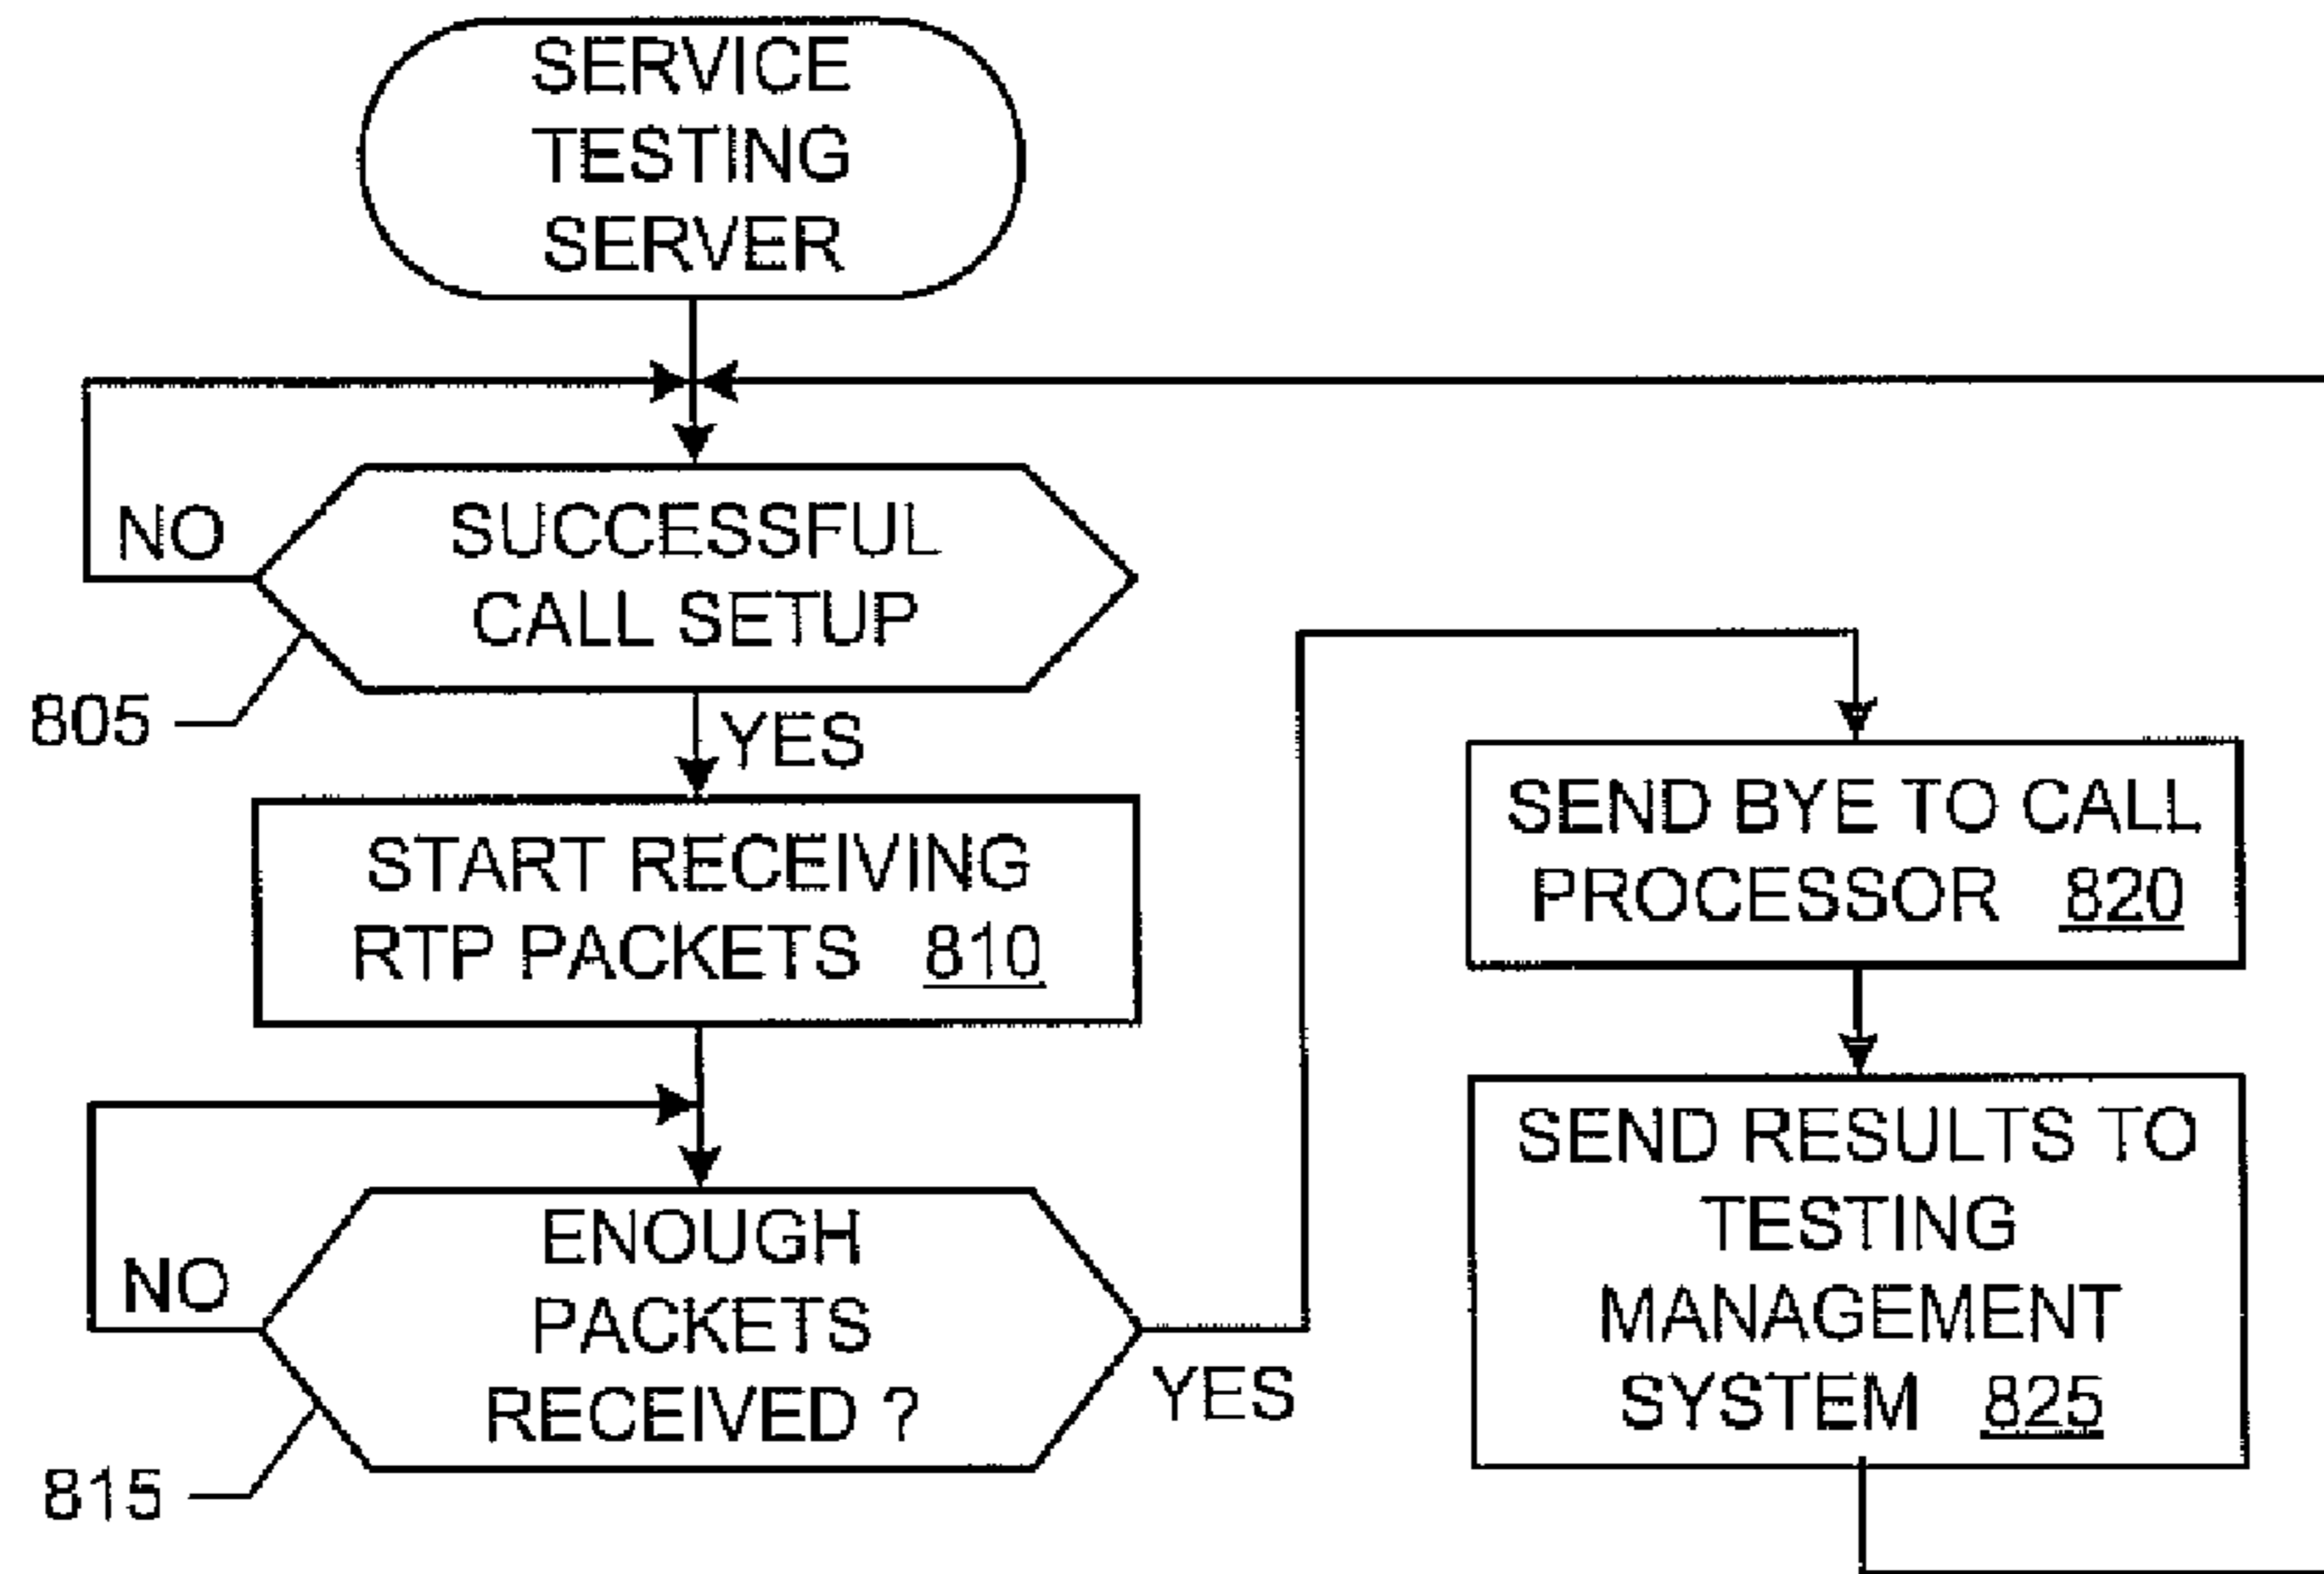 SERVICE
TESTING
SERVER
NO
SUCCESSFUL
CALL SETUP
805
YES
START RECEIVING
RTP PACKETS 810
NO
ENOUGH
PACKETS
RECEIVED ?
815
YES
SEND BYE TO CALL
PROCESSOR 820
SEND RESULTS TO
TESTING
MANAGEMENT
SYSTEM 825